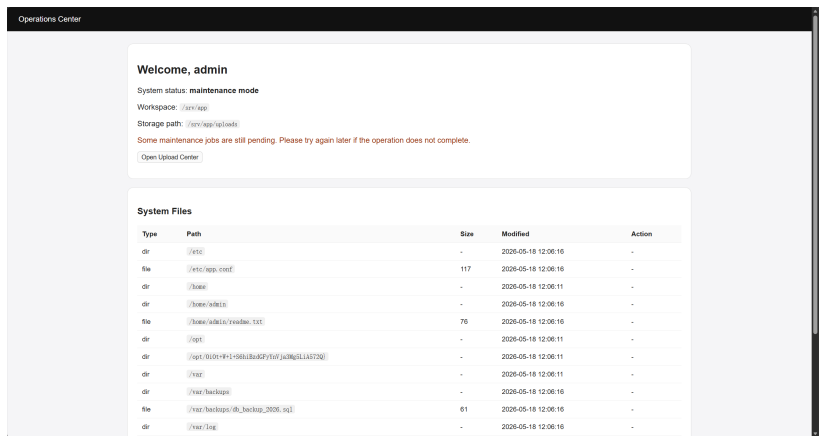 Operations Center
Welcome, admin
System status: maintenance mode
Workspace: /srv/app
Storage path: /srv/app/uploads
Some maintenance jobs are still pending. Please try again later if the operation does not complete.
Open Upload Center
System Files
Type Path Size Modified Action
dir /etc - 2026-05-18 12:06:16 -
file /etc/app.conf 117 2026-05-18 12:06:16 -
dir /home - 2026-05-18 12:06:11 -
dir /home/admin - 2026-05-18 12:06:16 -
file /home/admin/readme.txt 76 2026-05-18 12:06:16 -
dir /opt - 2026-05-18 12:06:11 -
dir - 2026-05-18 12:06:11 -
dir /var - 2026-05-18 12:06:11 -
dir /var/backups - 2026-05-18 12:06:16 -
file /var/backups/db_backup_2026.sql 61 2026-05-18 12:06:16 -
dir /var/log - 2026-05-18 12:06:16 -